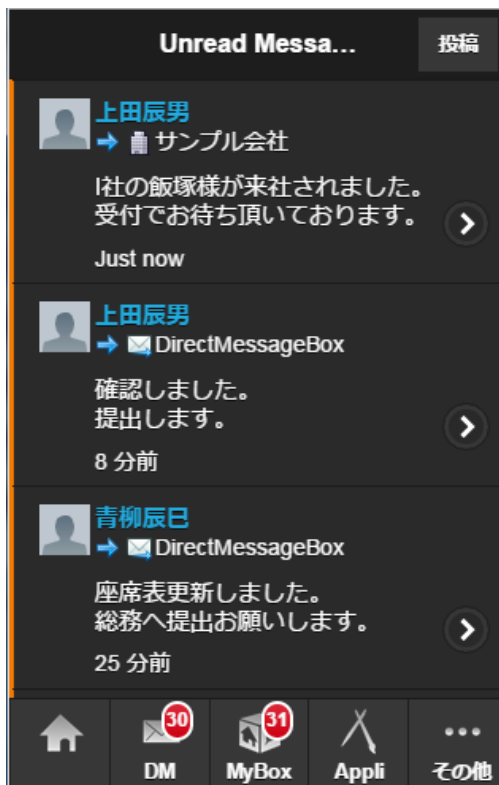 Unread Messa...
投稿
上田辰男
サンプル会社
I社の飯塚様が来社されました。
受付でお待ち頂いております。
Just now
上田辰男
DirectMessageBox
確認しました。
提出します。
8 分前
青柳辰巳
DirectMessageBox
座席表更新しました。
総務へ提出お願いします。
25 分前
30
31
DM
MyBox
Appli
その他